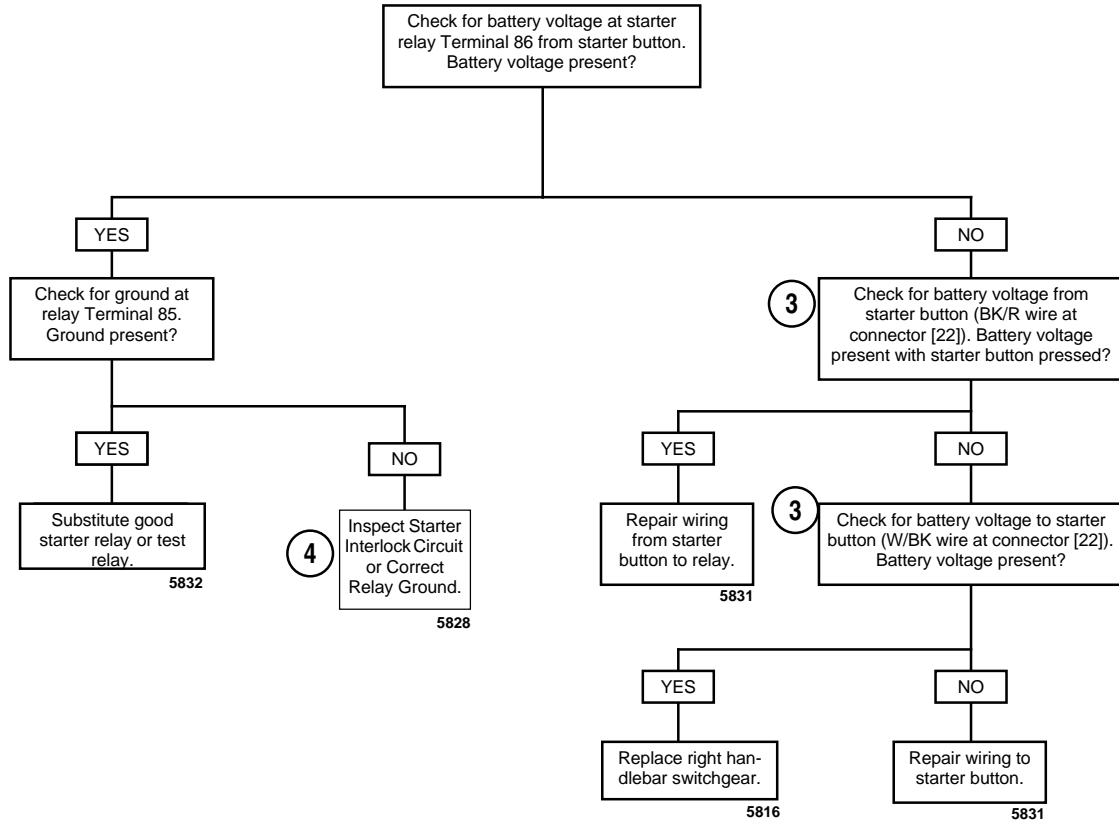 Check for battery voltage at starter
relay Terminal 86 from starter button.
Battery voltage present?
YES
NO
Check for ground at
relay Terminal 85.
Ground present?
3
Check for battery voltage from
starter button (BK/R wire at
connector [22]). Battery voltage
present with starter button pressed?
YES
NO
YES
NO
Substitute good
starter relay or test
relay.
5832
4
Inspect Starter
Interlock Circuit
or Correct
Relay Ground.
5828
Repair wiring
from starter
button to relay.
5831
3
Check for battery voltage to starter
button (W/BK wire at connector [22]).
Battery voltage present?
YES
NO
Replace right han-
dlebar switchgear.
5816
Repair wiring to
starter button.
5831